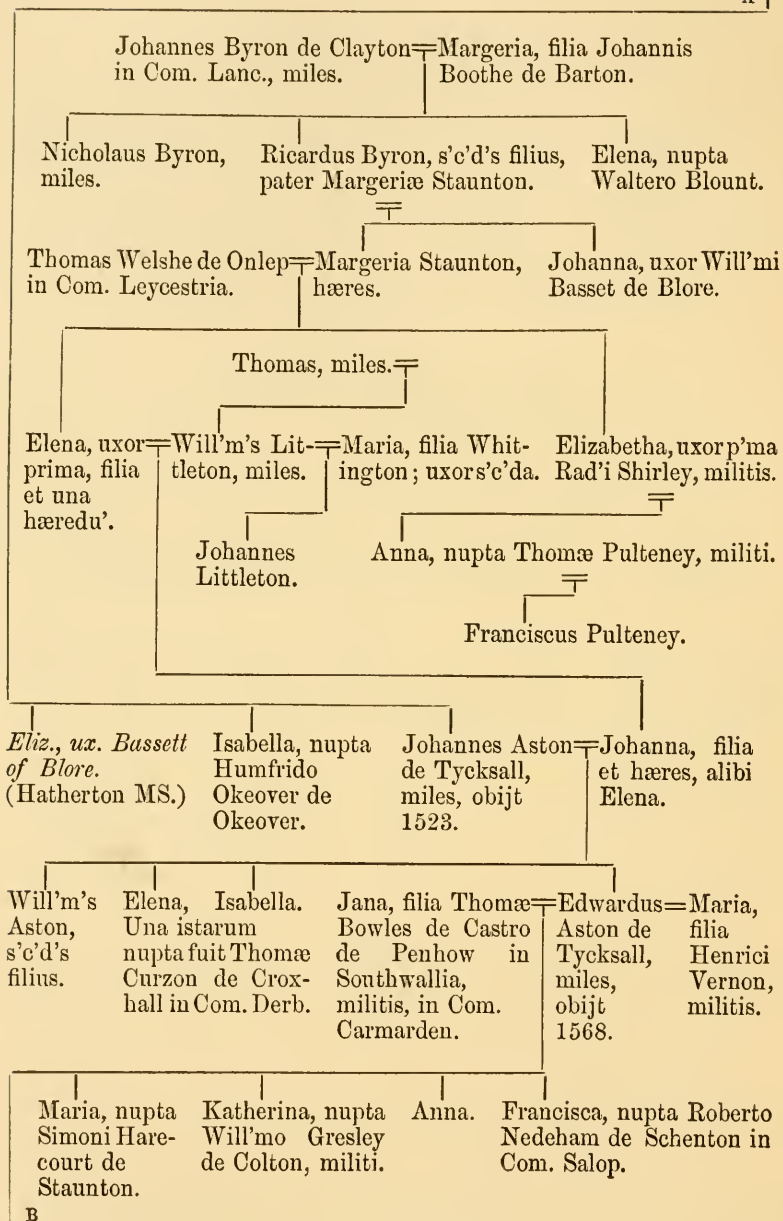 A
Johannes Byron de Clayton=Margeria, filia Johannis
in Com. Lanc., miles. Boothe de Barton.
Nicholaus Byron,
miles.
Ricardus Byron, s'c'd's filius,
pater Margeriæ Staunton.
Elena, nupta
Waltero Blount.
Thomas Welshe de Onlep=Margeria Staunton,
in Com. Leycestria. hæres.
Johanna, uxor Will'mi
Basset de Blore.
Thomas, miles.=
Elena, uxor
prima, filia
et una
hæredu'.
=Will'm's Lit-
tleton, miles.
=Maria, filia Whit-
ington; uxor s'c'da.
Elizabetha, uxor p'ma
Rad'i Shirley, militis.
Johannes
Littleton.
Anna, nupta Thomæ Pulteney, militi.
Franciscus Pulteney.
Eliz., ux. Bassett
of Blore.
(Hatherton MS.)
Isabella, nupta
Humfrido
Okeover de
Okeover.
Johannes Aston
de Tycksall,
miles, obijt
1523.
=Johanna, filia
et hæres, alibi
Elena.
Will'm's
Aston,
s'c'd's
filius.
Elena, Isabella.
Una istarum
nupta fuit Thomæ
Curzon de Crox-
hall in Com. Derb.
Jana, filia Thomæ
Bowles de Castro
de Penhow in
Southwallia,
militis, in Com.
Carmarden.
=Edwardus
Aston de
Tycksall,
miles,
obijt
1568.
=Maria,
filia
Henrici
Vernon,
militis.
Maria, nupta
Simoni Hare-
court de
Staunton.
Katherina, nupta
Will'mo Gresley
de Colton, militi.
Anna.
Francisca, nupta Roberto
Nedeham de Schenton in
Com. Salop.
B